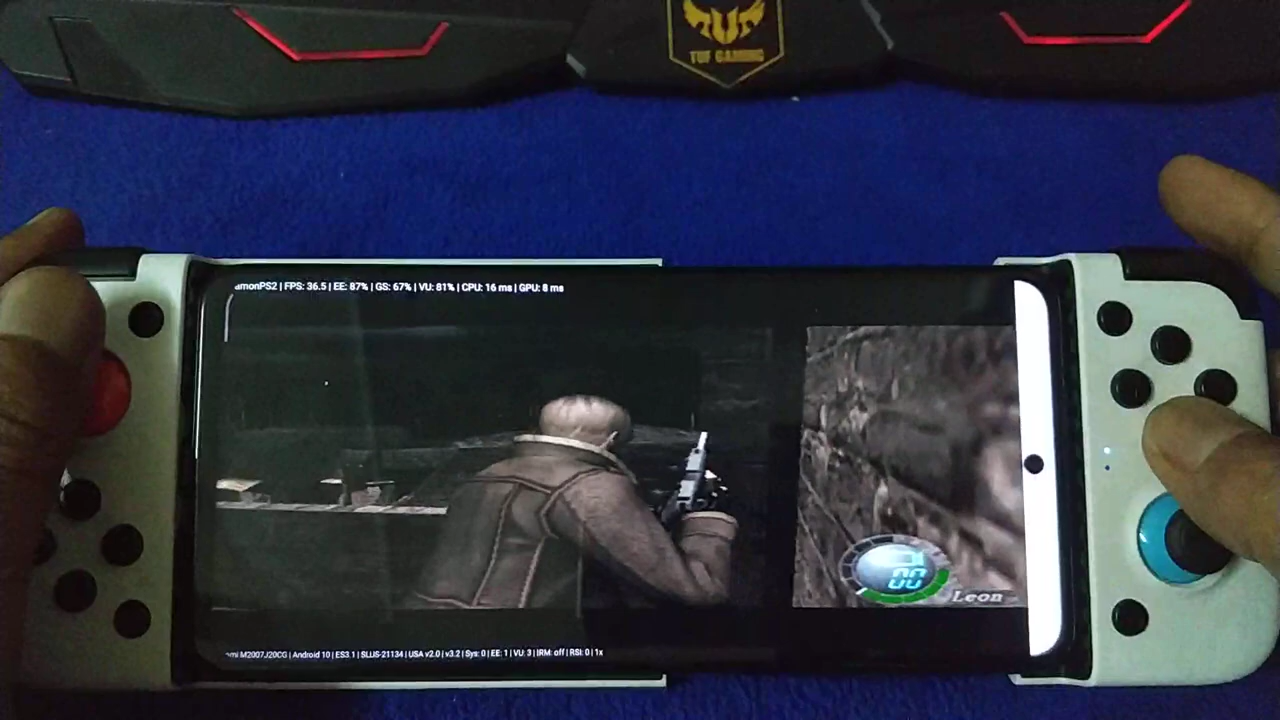 TUF GAMING
amonPS2 | FPS: 36.5 | EE: 87% | GS: 67% | VU: 81% | CPU: 16 ms | GPU: 8 ms
Leon
omi M2007J20CG | Android 10 | ES3.1 | SLUS-21134 | USA v2.0 | v3.2 | Sys: 0 | EE: 1 | VU: 3 | IRM: off | RSI: 0 | 1x